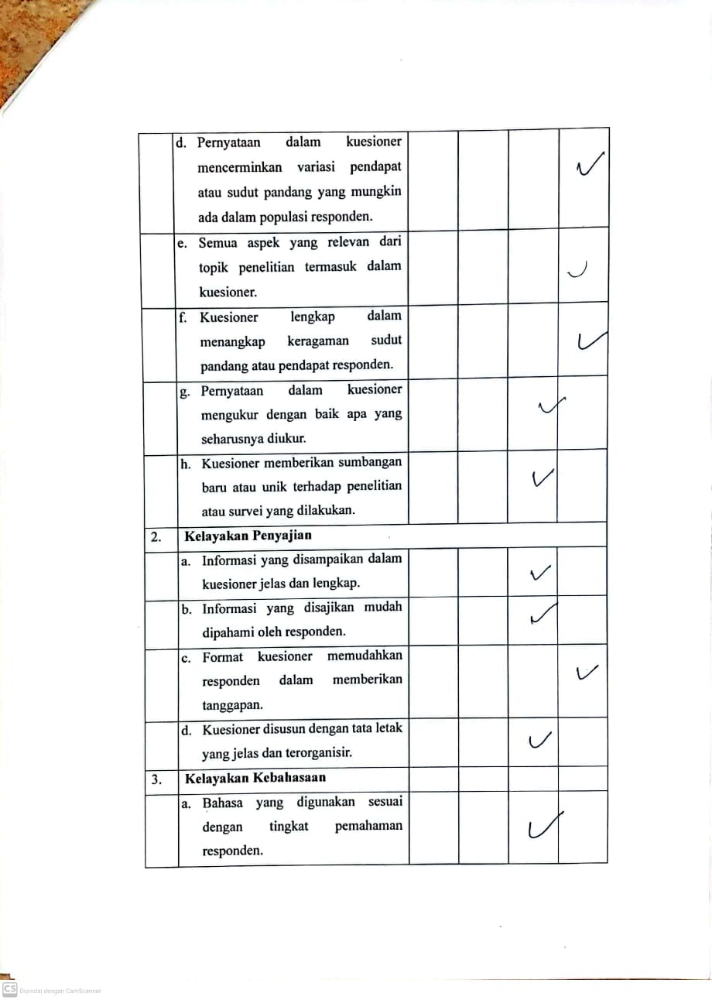 d. Pernyataan dalam kuesioner
mencerminkan variasi pendapat
atau sudut pandang yang mungkin
ada dalam populasi responden.
e. Semua aspek yang relevan dari
topik penelitian termasuk dalam
kuesioner.
f. Kuesioner lengkap dalam
menangkap keragaman sudut
pandang atau pendapat responden.
g. Pernyataan dalam kuesioner
mengukur dengan baik apa yang
seharusnya diukur.
h. Kuesioner memberikan sumbangan
baru atau unik terhadap penelitian
atau survei yang dilakukan.
2. Kelayakan Penyajian
a. Informasi yang disampaikan dalam
kuesioner jelas dan lengkap.
b. Informasi yang disajikan mudah
dipahami oleh responden.
c. Format kuesioner memudahkan
responden dalam memberikan
tanggapan.
d. Kuesioner disusun dengan tata letak
yang jelas dan terorganisir.
3. Kelayakan Kebahasaan
a. Bahasa yang digunakan sesuai
dengan tingkat pemahaman
responden.
CS Dipindai dengan CamScanner